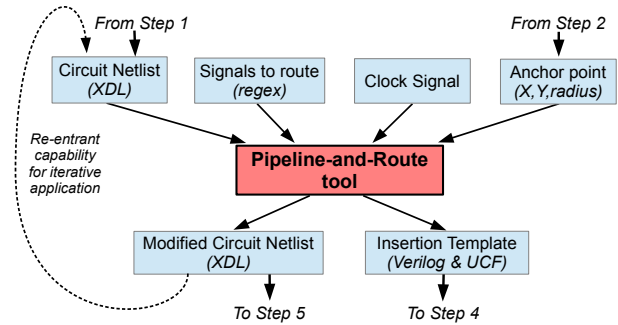 From Step 1
From Step 2
Circuit Netlist
(XDL)
Signals to route
(regex)
Clock Signal
Anchor point
(X,Y,radius)
Re-entrant
capability
for iterative
application
Pipeline-and-Route
tool
Modified Circuit Netlist
(XDL)
Insertion Template
(Verilog & UCF)
To Step 5
To Step 4